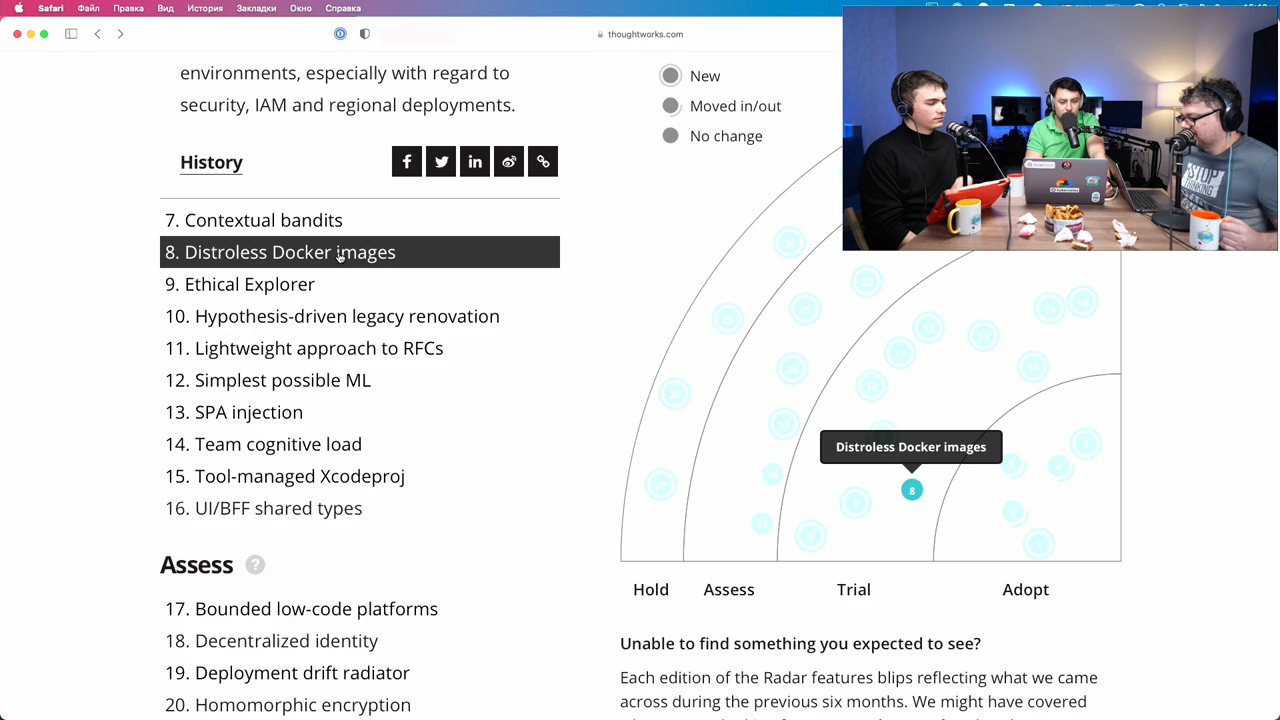 Safari Файл Правка Вид История Закладки Окно Справка
thoughtworks.com
environments, especially with regard to
security, IAM and regional deployments.
History
7. Contextual bandits
8. Distroless Docker images
9. Ethical Explorer
10. Hypothesis-driven legacy renovation
11. Lightweight approach to RFCs
12. Simplest possible ML
13. SPA injection
14. Team cognitive load
15. Tool-managed Xcodeproj
16. UI/BFF shared types
Assess ?
17. Bounded low-code platforms
18. Decentralized identity
19. Deployment drift radiator
20. Homomorphic encryption
New
Moved in/out
No change
Distroless Docker images
8
Hold Assess Trial Adopt
Unable to find something you expected to see?
Each edition of the Radar features blips reflecting what we came
across during the previous six months. We might have covered
STOP
THINKING